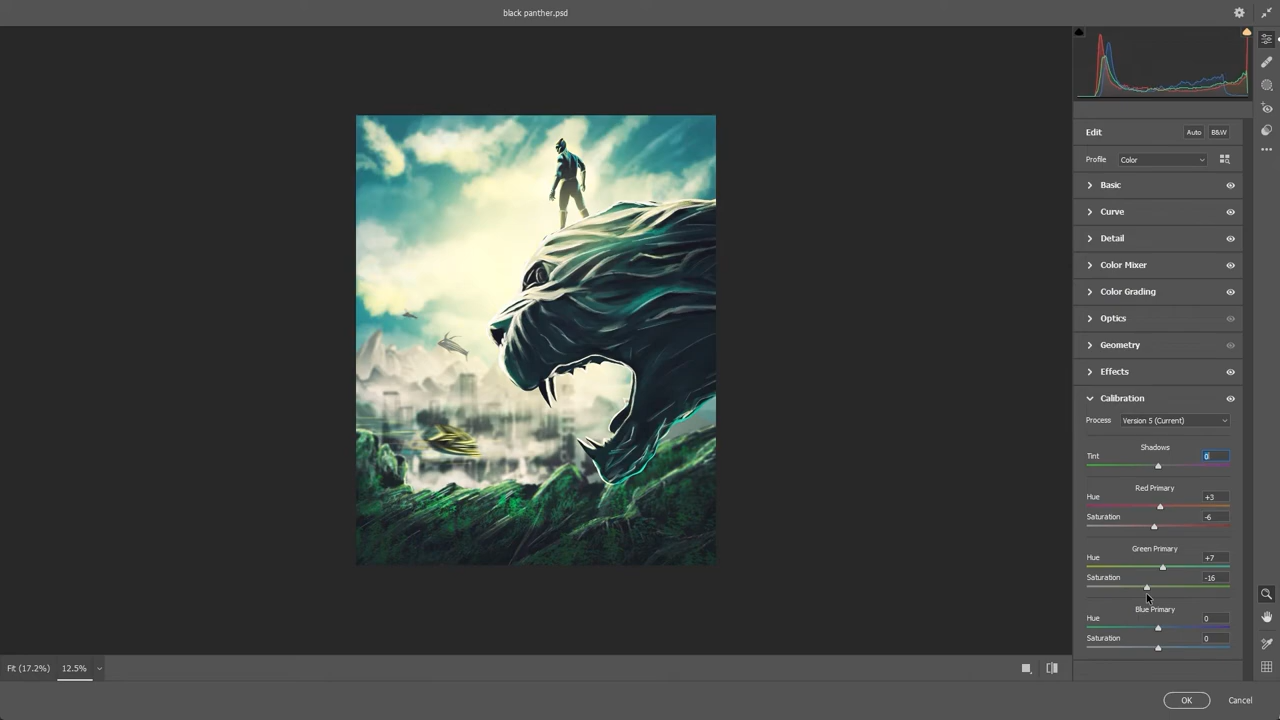 black panther.psd
Edit Auto B&W
Profile Color
Basic
Curve
Detail
Color Mixer
Color Grading
Optics
Geometry
Effects
Calibration
Process Version 5 (Current)
Shadows
Tint 0
Red Primary
Hue +3
Saturation -6
Green Primary
Hue +7
Saturation -16
Blue Primary
Hue 0
Saturation 0
Fit (17.2%) 12.5%
OK Cancel